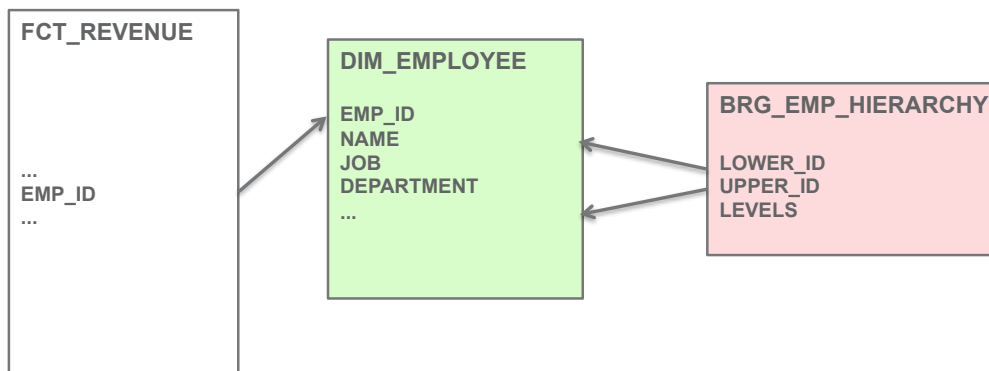 FCT_REVENUE
...
EMP_ID
...
DIM_EMPLOYEE
EMP_ID
NAME
JOB
DEPARTMENT
...
BRG_EMP_HIERARCHY
LOWER_ID
UPPER_ID
LEVELS